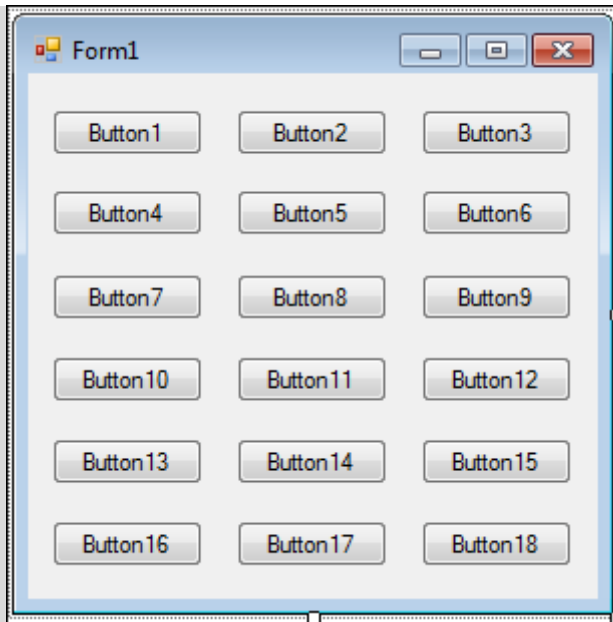 Form1
Button1 Button2 Button3
Button4 Button5 Button6
Button7 Button8 Button9
Button10 Button11 Button12
Button13 Button14 Button15
Button16 Button17 Button18